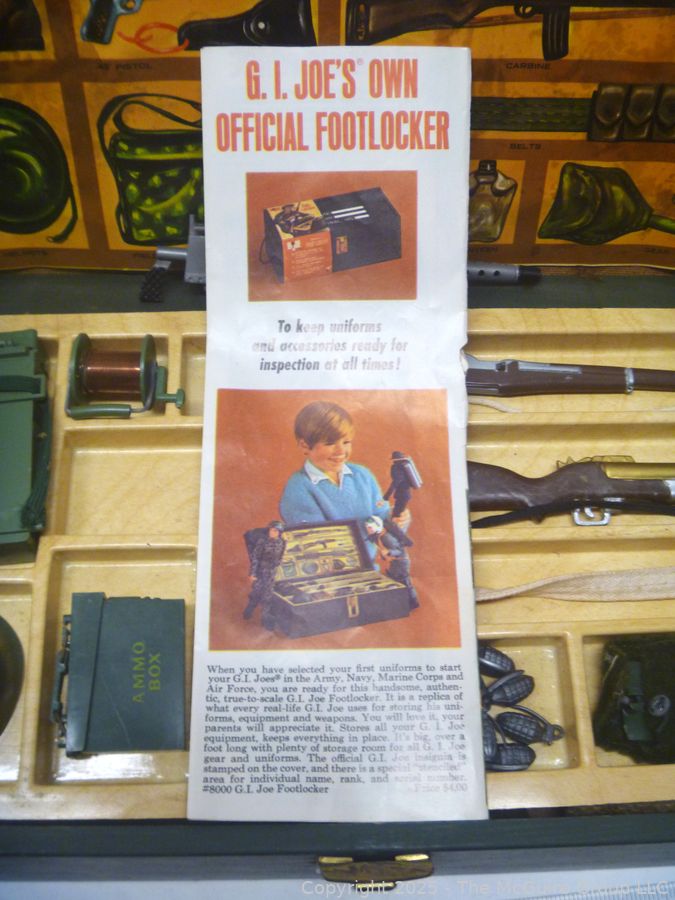 45 PISTOL
CARBINE
BELTS
G. I. JOE'S® OWN
OFFICIAL FOOTLOCKER
To keep uniforms
and accessories ready for
inspection at all times!
AMMO
BOX
When you have selected your first uniforms to start
your G.I. Joes® in the Army, Navy, Marine Corps and
Air Force, you are ready for this handsome, authen-
tic, true-to-scale G.I. Joe Footlocker. It is a replica of
what every real-life G.I. Joe uses for storing his uni-
forms, equipment and weapons. You will love it, your
parents will appreciate it. Stores all your G. I. Joe
equipment, keeps everything in place. It's big, over a
foot long with plenty of storage room for all G. I. Joe
gear and uniforms. The official G.I. Joe insignia is
stamped on the cover, and there is a special "stenciled"
area for individual name, rank, and serial number.
#8000 G.I. Joe Footlocker Price $4.00
Copyright © 2025 - The McGuire Group LLC